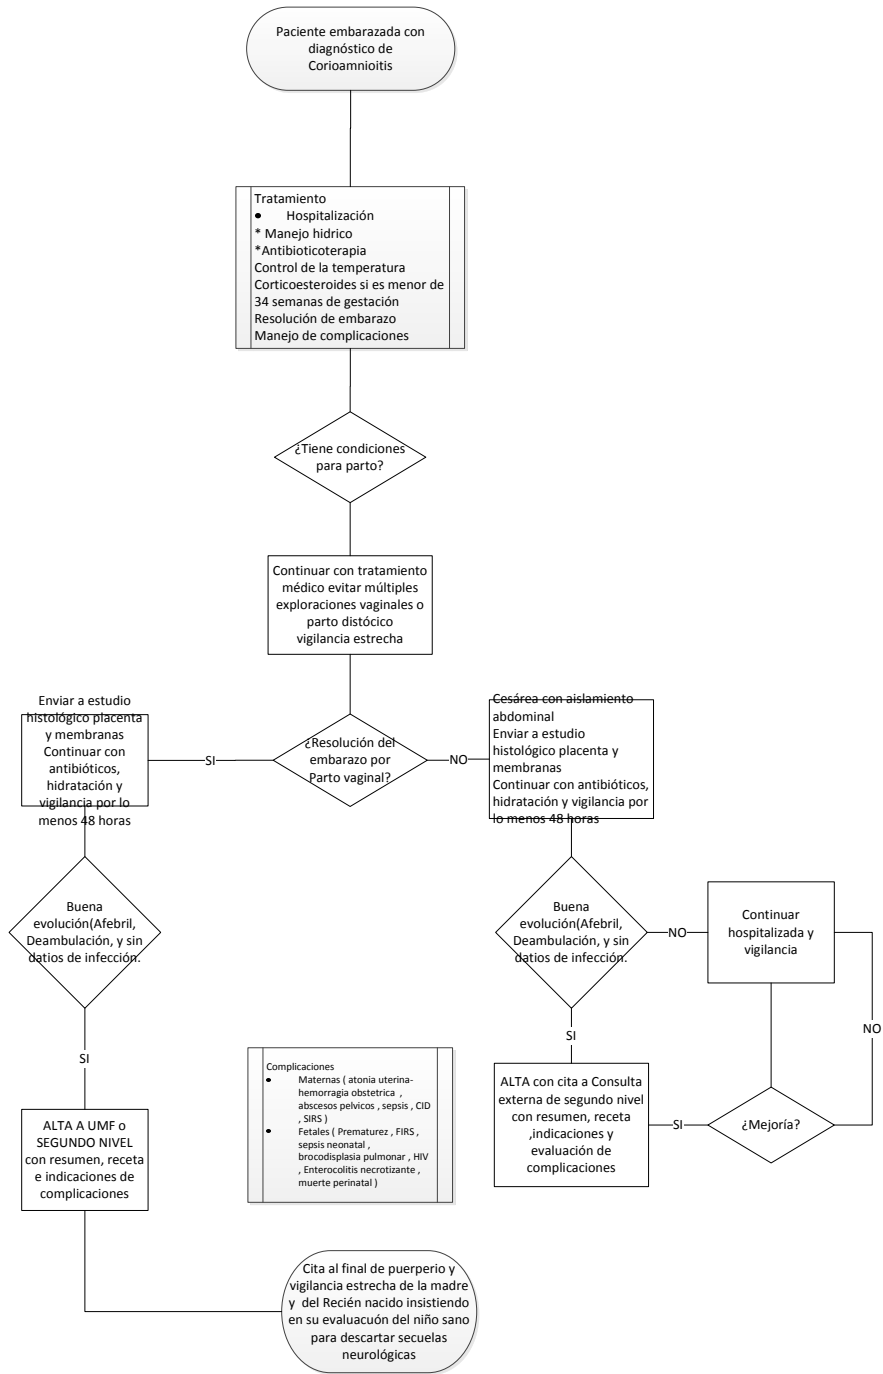 Paciente embarazada con
diagnóstico de
Corioamnioitis
Tratamiento
• Hospitalización
* Manejo hidrico
*Antibioticoterapia
Control de la temperatura
Corticoesteroides si es menor de
34 semanas de gestación
Resolución de embarazo
Manejo de complicaciones
¿Tiene condiciones
para parto?
Continuar con tratamiento
médico evitar múltiples
exploraciones vaginales o
parto distócico
vigilancia estrecha
¿Resolución del
embarazo por
Parto vaginal?
SI
NO
Enviar a estudio
histológico placenta
y membranas
Continuar con
antibióticos,
hidratación y
vigilancia por lo
menos 48 horas
Cesárea con aislamiento
abdominal
Enviar a estudio
histológico placenta y
membranas
Continuar con antibióticos,
hidratación y vigilancia por
lo menos 48 horas
Buena
evolución(Afebril,
Deambulación, y sin
datos de infección.
SI
Buena
evolución(Afebril,
Deambulación, y sin
datos de infección.
NO
Continuar
hospitalizada y
vigilancia
NO
SI
ALTA A UMF o
SEGUNDO NIVEL
con resumen, receta
e indicaciones de
complicaciones
Complicaciones
• Maternas ( atonia uterina-
hemorragia obstetrica ,
abscesos pelvicos , sepsis , CID
, SIRS )
• Fetales ( Prematurez , FIRS ,
sepsis neonatal ,
brocodisplasia pulmonar , HIV
, Enterocolitis necrotizante ,
muerte perinatal )
ALTA con cita a Consulta
externa de segundo nivel
con resumen, receta
,indicaciones y
evaluación de
complicaciones
SI
¿Mejoría?
Cita al final de puerperio y
vigilancia estrecha de la madre
y del Recién nacido insistiendo
en su evaluacuón del niño sano
para descartar secuelas
neurológicas